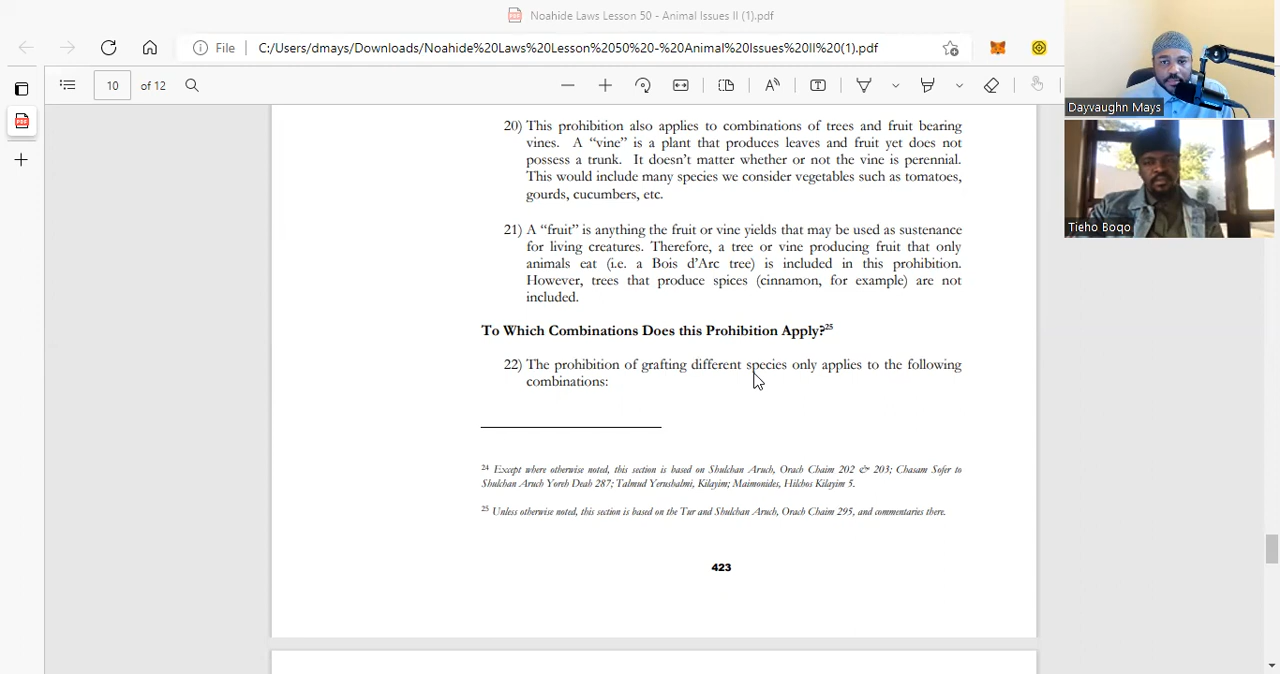 Noahide Laws Lesson 50 - Animal Issues II (1).pdf
File C:/Users/dmays/Downloads/Noahide%20Laws%20Lesson%2050%20-%20Animal%20Issues%20II%20(1).pdf
10 of 12
20) This prohibition also applies to combinations of trees and fruit bearing
vines. A “vine” is a plant that produces leaves and fruit yet does not
possess a trunk. It doesn’t matter whether or not the vine is perennial.
This would include many species we consider vegetables such as tomatoes,
gourds, cucumbers, etc.
21) A “fruit” is anything the fruit or vine yields that may be used as sustenance
for living creatures. Therefore, a tree or vine producing fruit that only
animals eat (i.e. a Bois d’Arc tree) is included in this prohibition.
However, trees that produce spices (cinnamon, for example) are not
included.
To Which Combinations Does this Prohibition Apply?25
22) The prohibition of grafting different species only applies to the following
combinations:
24 Except where otherwise noted, this section is based on Shulchan Aruch, Orach Chaim 202 & 203; Chasam Sofer to
Shulchan Aruch Yoreh Deah 287; Talmud Yerushalmi, Kilayim; Maimonides, Hilchos Kilayim 5.
25 Unless otherwise noted, this section is based on the Tur and Shulchan Aruch, Orach Chaim 295, and commentaries there.
423
Dayvaughn Mays
Tieho Boqo